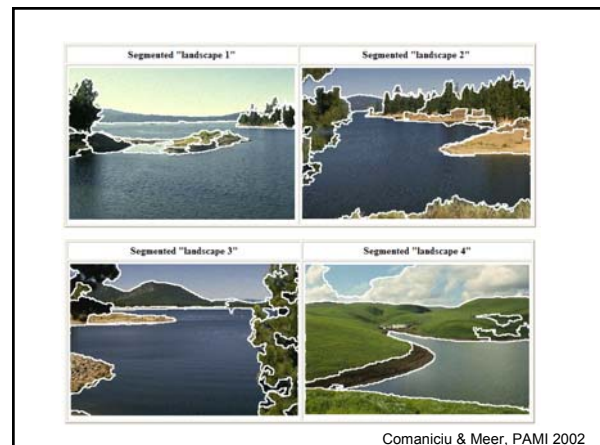 Segmented "landscape 1"
Segmented "landscape 2"
Segmented "landscape 3"
Segmented "landscape 4"
Comaniciu & Meer, PAMI 2002